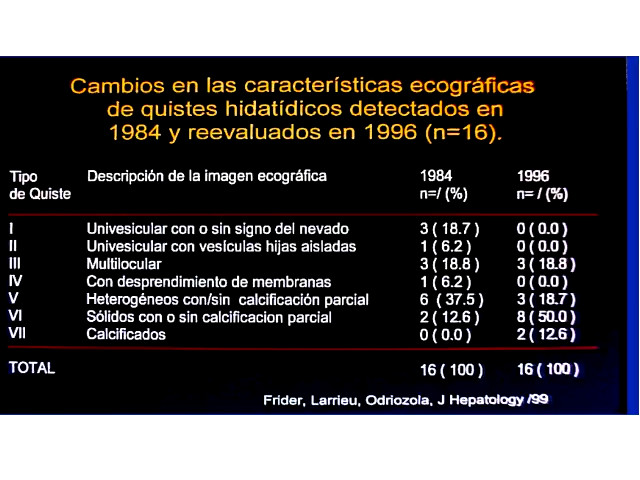 Cambios en las características ecográficas
de quistes hidatídicos detectados en
1984 y reevaluados en 1996 (n=16).
Tipo de Quiste Descripción de la imagen ecográfica 1984 n=/ (%) 1996 n= / (%)
I Univesicular con o sin signo del nevado 3 ( 18.7 ) 0 ( 0.0 )
II Univesicular con vesículas hijas aisladas 1 ( 6.2 ) 0 ( 0.0 )
III Multilocular 3 ( 18.8 ) 3 ( 18.8 )
IV Con desprendimiento de membranas 1 ( 6.2 ) 0 ( 0.0 )
V Heterogéneos con/sin calcificación parcial 6 ( 37.5 ) 3 ( 18.7 )
VI Sólidos con o sin calcificacion parcial 2 ( 12.6 ) 8 ( 50.0 )
VII Calcificados 0 ( 0.0 ) 2 ( 12.6 )
TOTAL 16 ( 100 ) 16 ( 100 )
Frider, Larrieu, Odriozola, J Hepatology /99